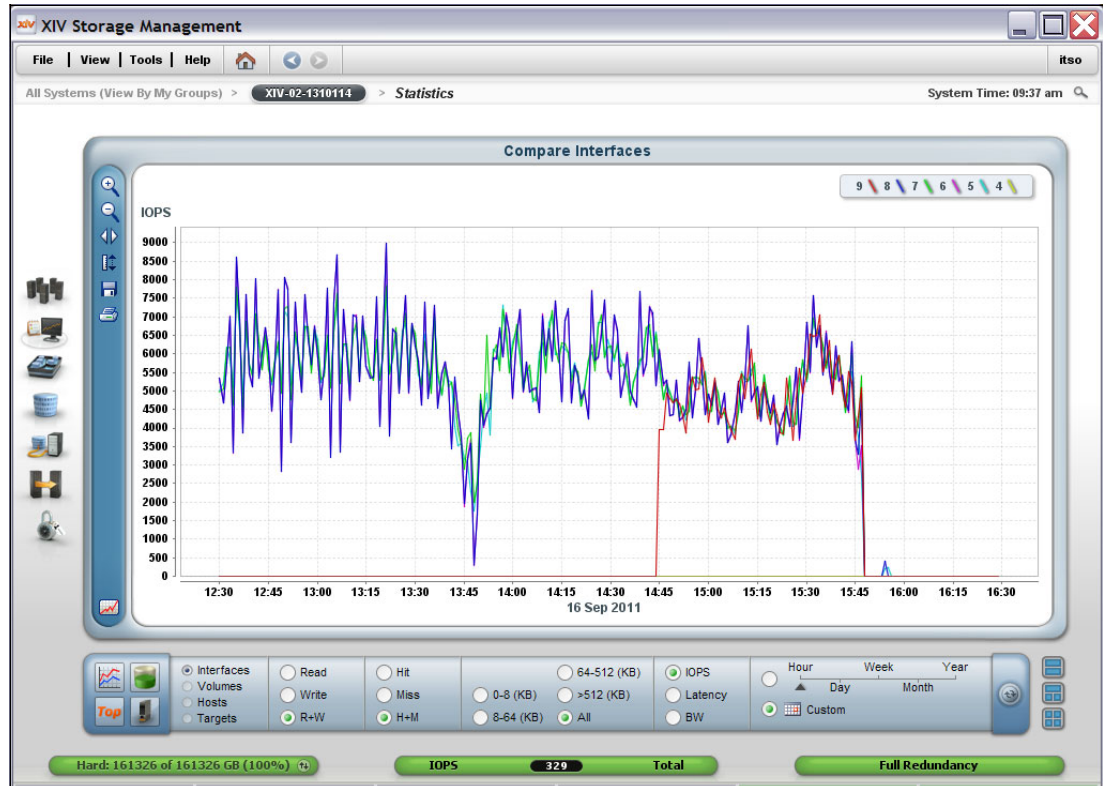 XIV XIV Storage Management
File View Tools Help itso
All Systems (View By My Groups) > XIV-02-1310114 > Statistics System Time: 09:37 am
Compare Interfaces
9 8 7 6 5 4
IOPS
9000
8500
8000
7500
7000
6500
6000
5500
5000
4500
4000
3500
3000
2500
2000
1500
1000
500
0
12:30 12:45 13:00 13:15 13:30 13:45 14:00 14:15 14:30 14:45 15:00 15:15 15:30 15:45 16:00 16:15 16:30
16 Sep 2011
Interfaces Read Hit 64-512 (KB) IOPS Hour Week Year
Volumes Write Miss 0-8 (KB) >512 (KB) Latency Day Month
Hosts
Top Targets R+W H+M 8-64 (KB) All BW Custom
Hard: 161326 of 161326 GB (100%) IOPS 329 Total Full Redundancy